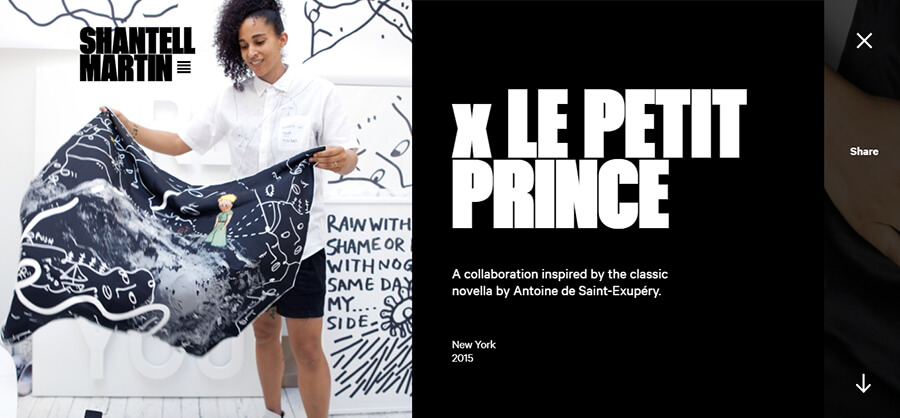 SHANTELL
MARTIN
x LE PETIT
PRINCE
A collaboration inspired by the classic
novella by Antoine de Saint-Exupéry.
New York
2015
Share
RAIN WITH
SHAME OR
WITH NO
SAME DAY
MY....
SIDE
YOU